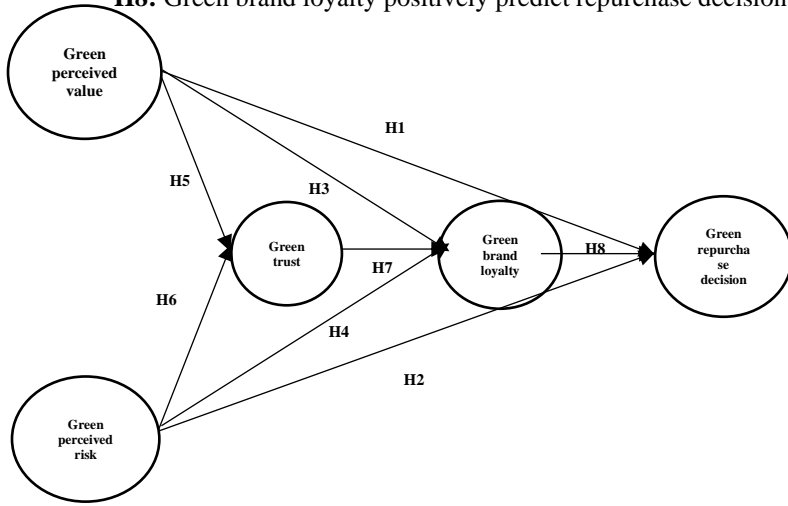 H8: Green brand loyalty positively predict repurchase decision
Green
perceived
value
H1
H5
H3
Green
trust
Green
brand
loyalty
H8
Green
repurcha
se
decision
H7
H6
H4
H2
Green
perceived
risk